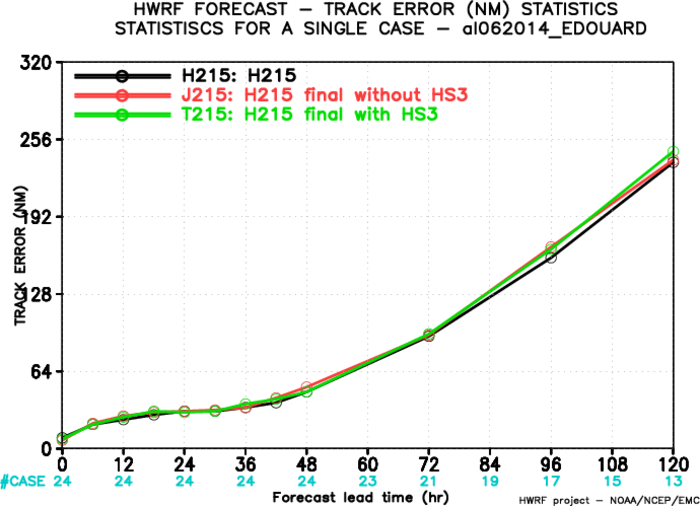 HWRF FORECAST – TRACK ERROR (NM) STATISTICS
STATISTISCS FOR A SINGLE CASE – al062014_EDOUARD
H215: H215
J215: H215 final without HS3
T215: H215 final with HS3
TRACK ERROR (NM)
320
256
192
128
64
0
0 12 24 36 48 60 72 84 96 108 120
#CASE 24 24 24 24 24 23 21 19 17 15 13
Forecast lead time (hr)
HWRF project – NOAA/NCEP/EMC